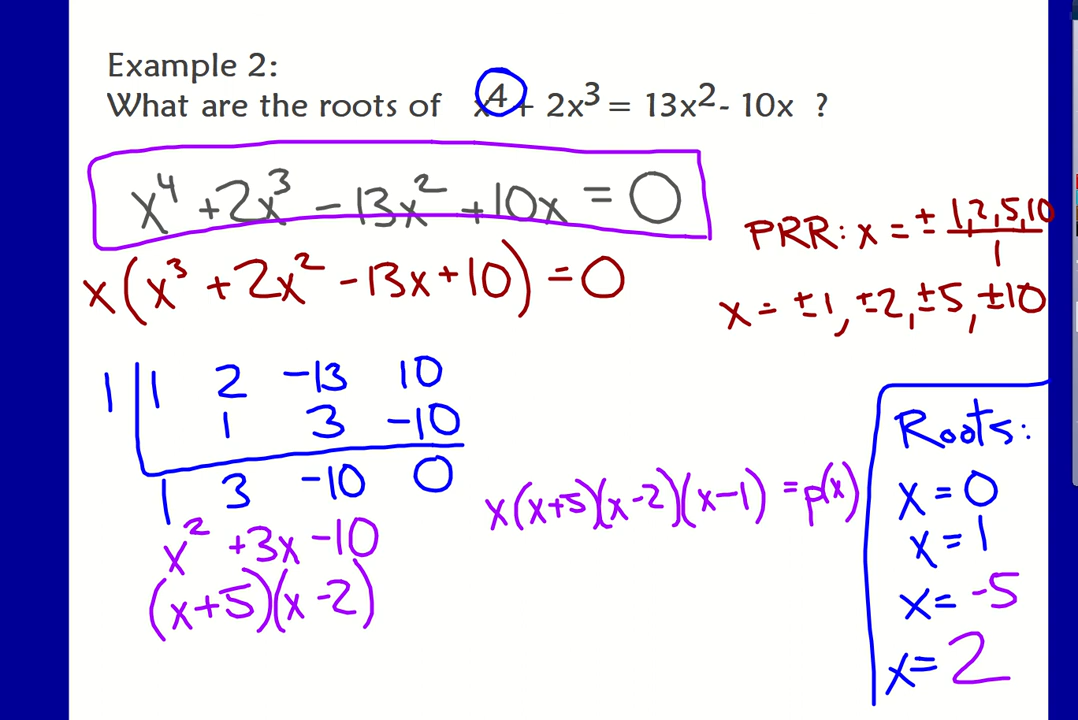 Example 2:
What are the roots of x⁴ + 2x³ = 13x² - 10x ?
x⁴ + 2x³ - 13x² + 10x = 0
x(x³ + 2x² - 13x + 10) = 0
PRR: x = ± 1,2,5,10 / 1
x = ±1, ±2, ±5, ±10
1 | 1 2 -13 10
1 3 -10
1 3 -10 0
x² + 3x - 10
(x+5)(x-2)
x(x+5)(x-2)(x-1) = p(x)
Roots:
x = 0
x = 1
x = -5
x = 2